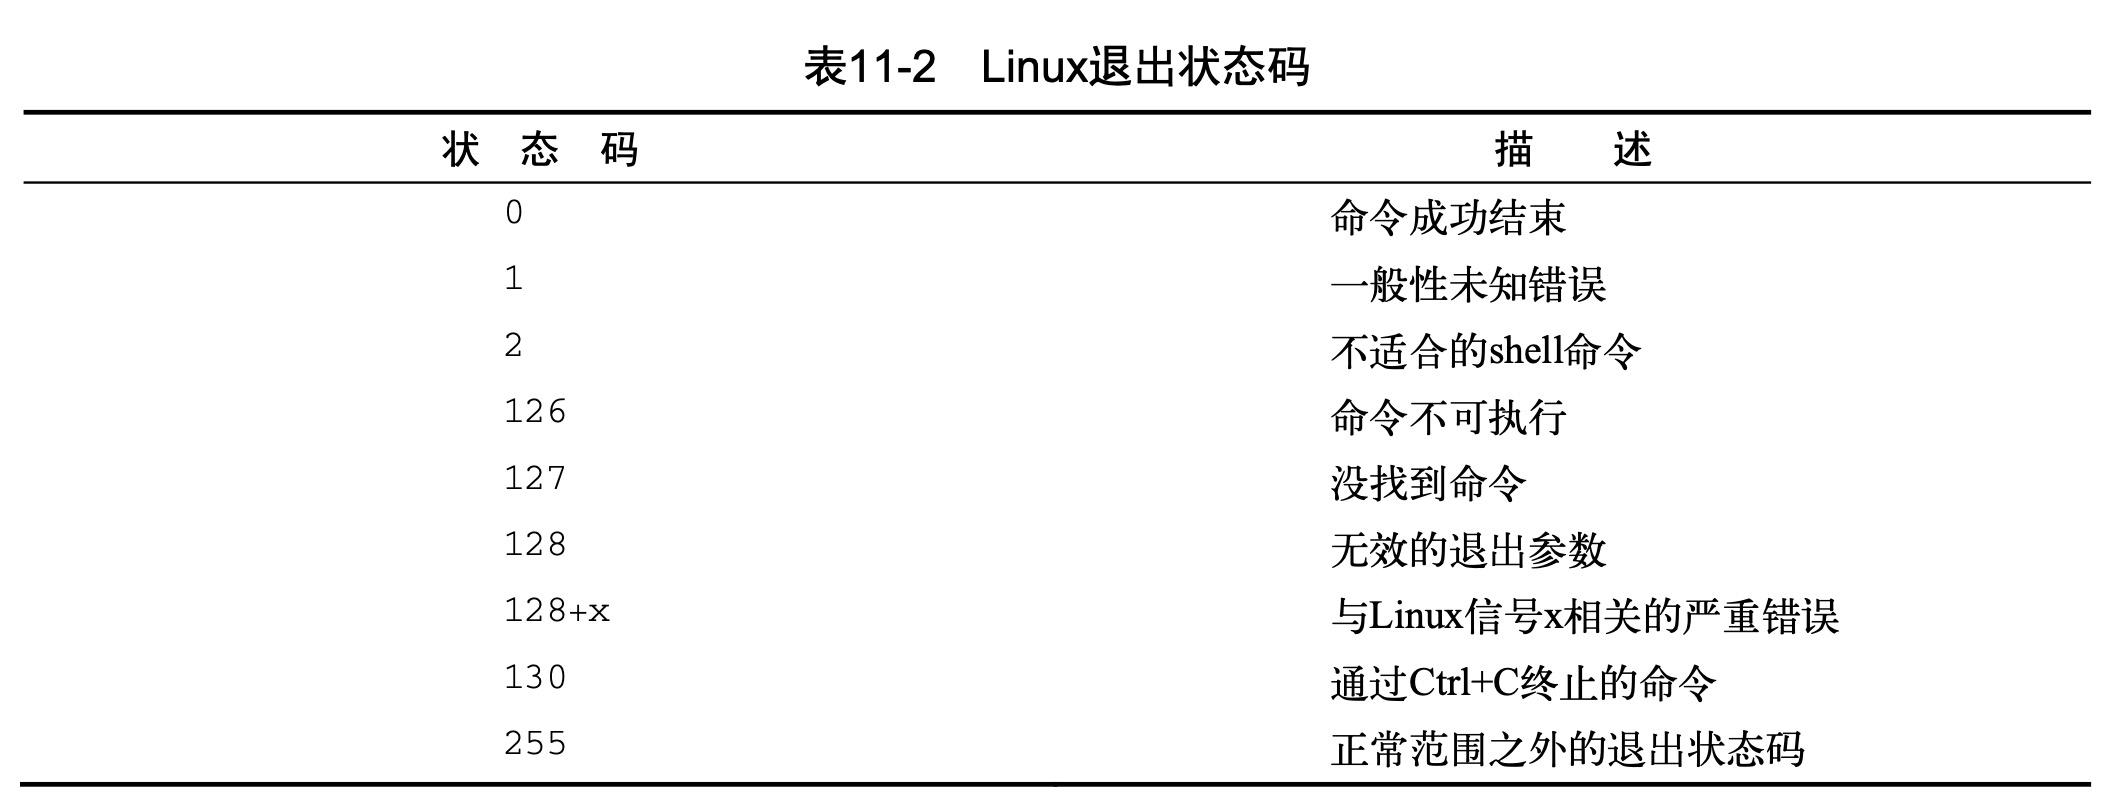 表11-2 Linux退出状态码
状 态 码 描 述
0 命令成功结束
1 一般性未知错误
2 不适合的shell命令
126 命令不可执行
127 没找到命令
128 无效的退出参数
128+x 与Linux信号x相关的严重错误
130 通过Ctrl+C终止的命令
255 正常范围之外的退出状态码